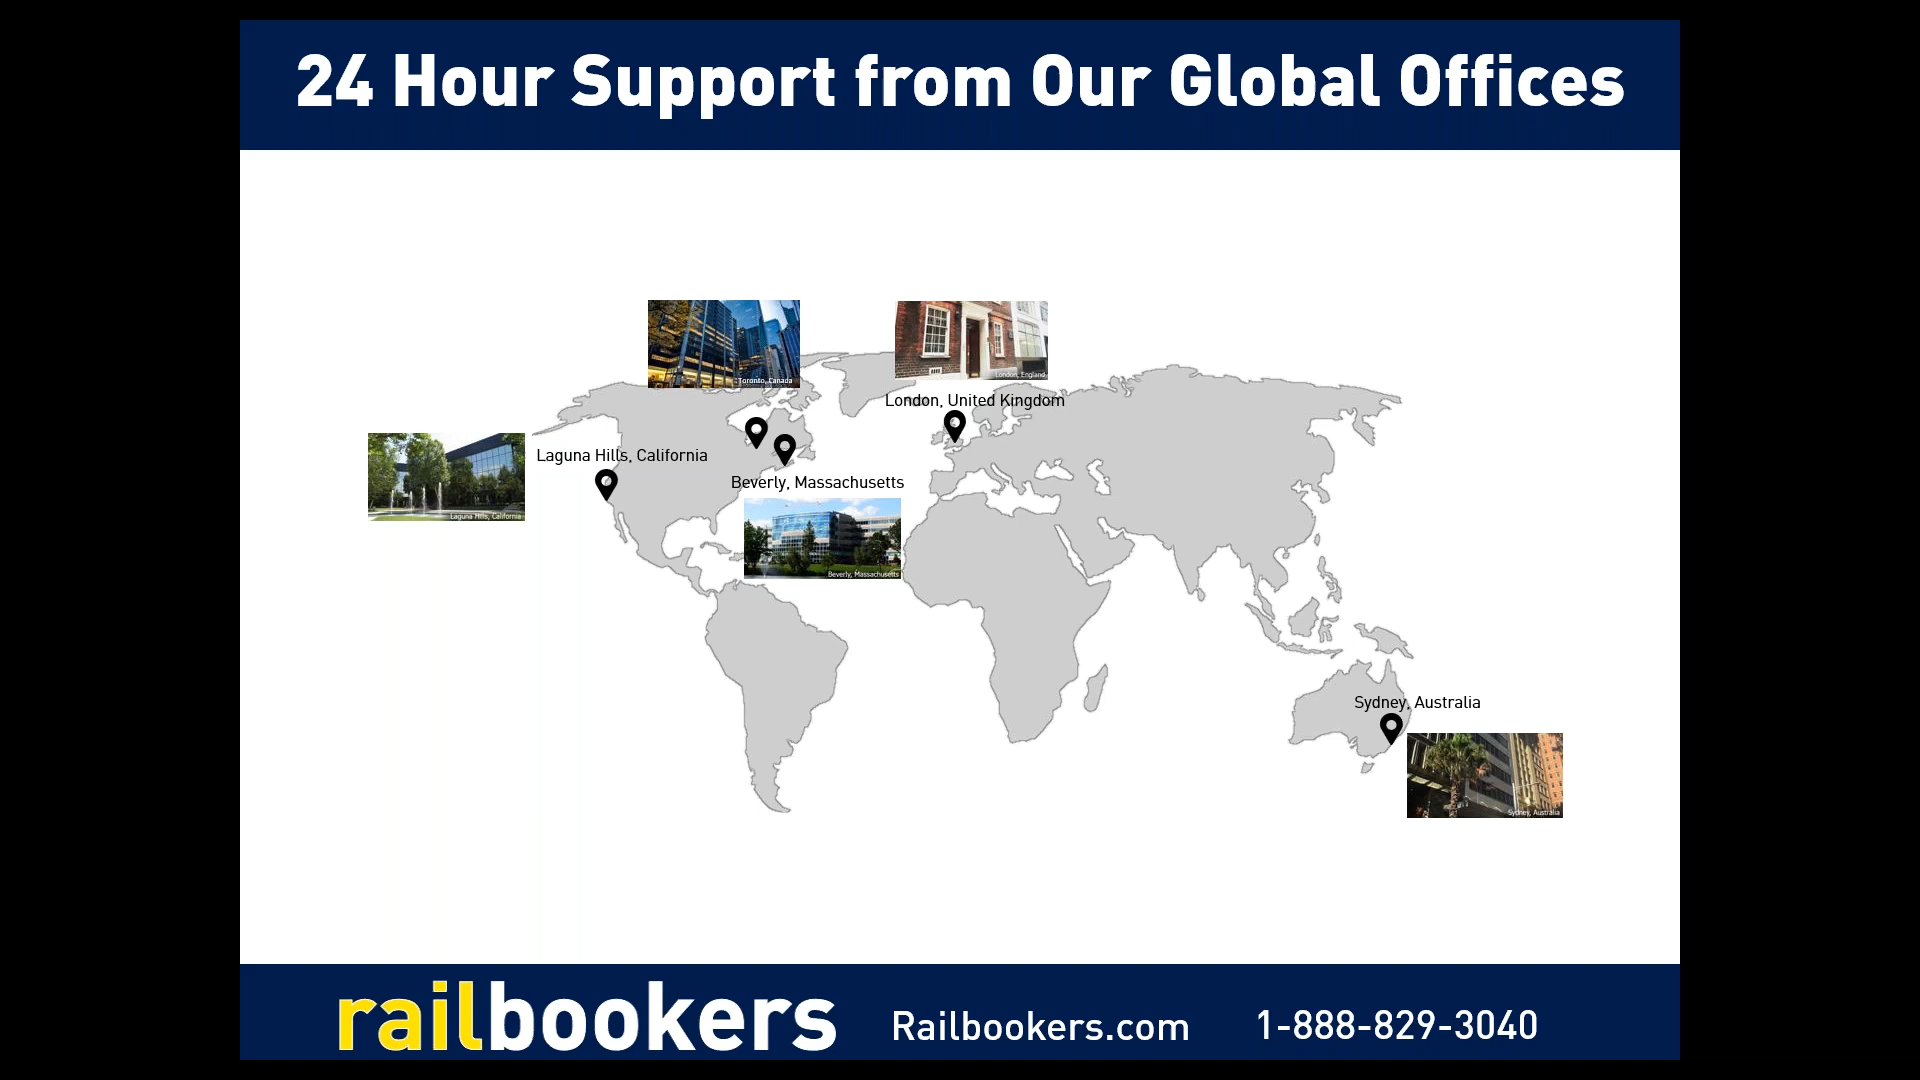 24 Hour Support from Our Global Offices
Toronto, Canada
London, England
London, United Kingdom
Laguna Hills, California
Laguna Hills, California
Beverly, Massachusetts
Beverly, Massachusetts
Sydney, Australia
Sydney, Australia
railbookers
Railbookers.com
1-888-829-3040